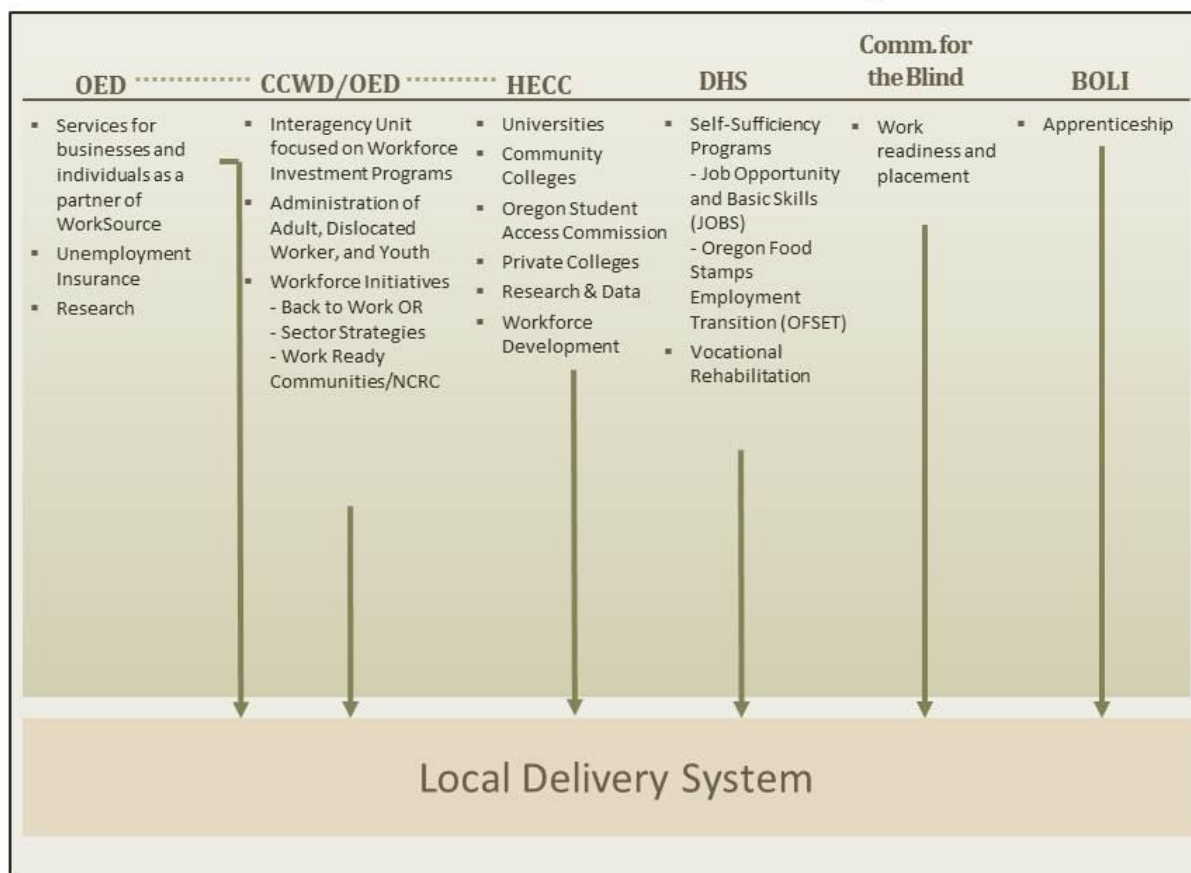 OED
CCWD/OED
HECC
DHS
Comm. for
the Blind
BOLI
▪ Services for
businesses and
individuals as a
partner of
WorkSource
▪ Unemployment
Insurance
▪ Research
▪ Interagency Unit
focused on Workforce
Investment Programs
▪ Administration of
Adult, Dislocated
Worker, and Youth
▪ Workforce Initiatives
- Back to Work OR
- Sector Strategies
- Work Ready
Communities/NCRC
▪ Universities
▪ Community
Colleges
▪ Oregon Student
Access Commission
▪ Private Colleges
▪ Research & Data
▪ Workforce
Development
▪ Self-Sufficiency
Programs
- Job Opportunity
and Basic Skills
(JOBS)
- Oregon Food
Stamps
Employment
Transition (OFSET)
▪ Vocational
Rehabilitation
▪ Work
readiness and
placement
▪ Apprenticeship
Local Delivery System